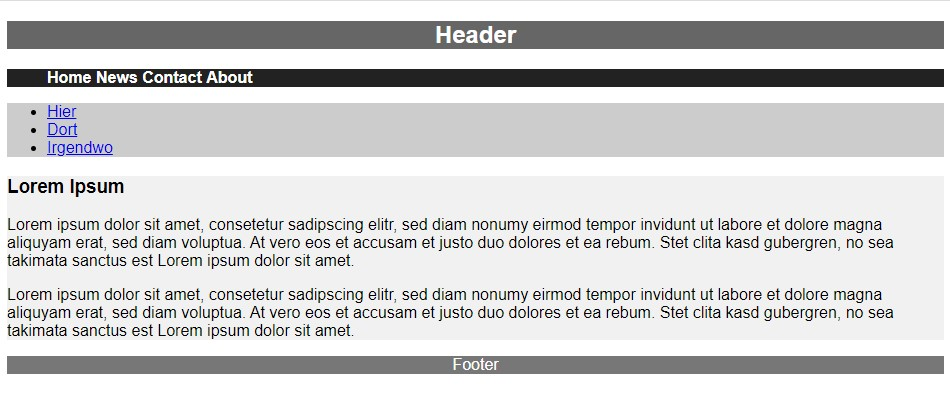 Header
Home News Contact About
Hier
Dort
Irgendwo
Lorem Ipsum
Lorem ipsum dolor sit amet, consetetur sadipscing elitr, sed diam nonumy eirmod tempor invidunt ut labore et dolore magna
aliquyam erat, sed diam voluptua. At vero eos et accusam et justo duo dolores et ea rebum. Stet clita kasd gubergren, no sea
takimata sanctus est Lorem ipsum dolor sit amet.
Lorem ipsum dolor sit amet, consetetur sadipscing elitr, sed diam nonumy eirmod tempor invidunt ut labore et dolore magna
aliquyam erat, sed diam voluptua. At vero eos et accusam et justo duo dolores et ea rebum. Stet clita kasd gubergren, no sea
takimata sanctus est Lorem ipsum dolor sit amet.
Footer